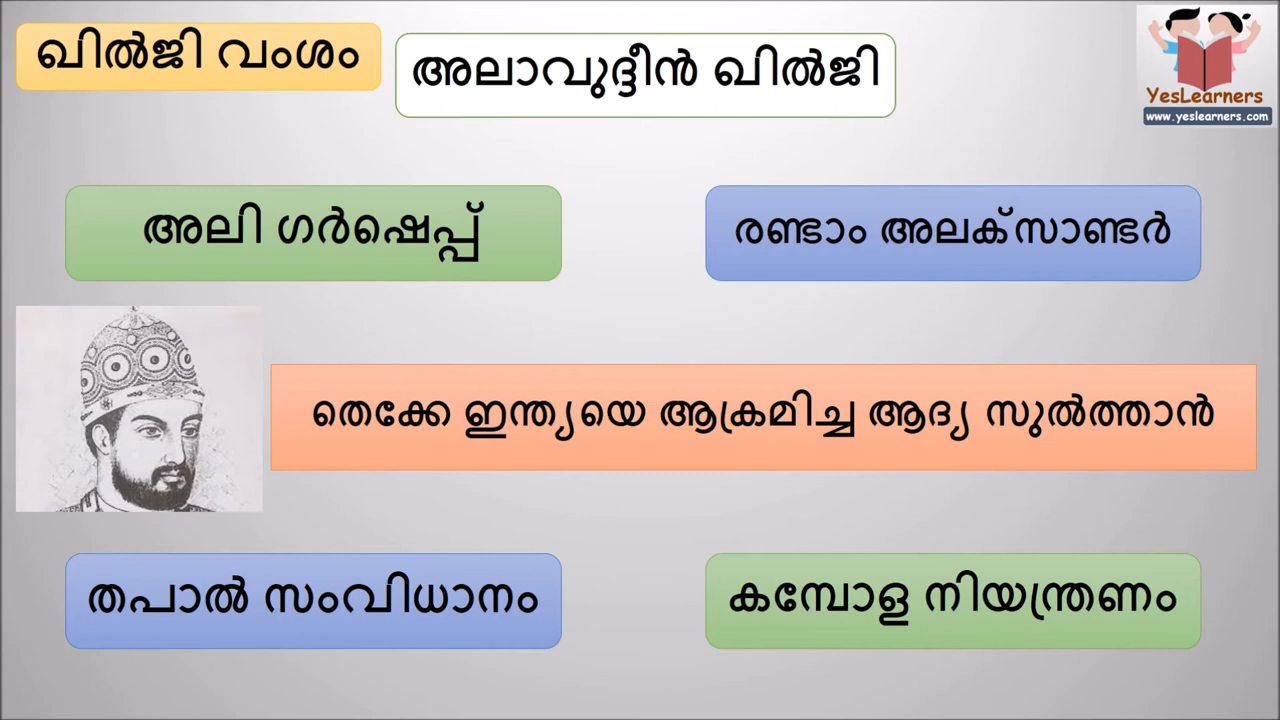 ഖിൽജി വംശം
അലാവുദ്ദീൻ ഖിൽജി
YesLearners
www.yeslearners.com
അലി ഗർഷെപ്പ്
രണ്ടാം അലക്സാണ്ടർ
തെക്കേ ഇന്ത്യയെ ആക്രമിച്ച ആദ്യ സുൽത്താൻ
തപാൽ സംവിധാനം
കമ്പോള നിയന്ത്രണം